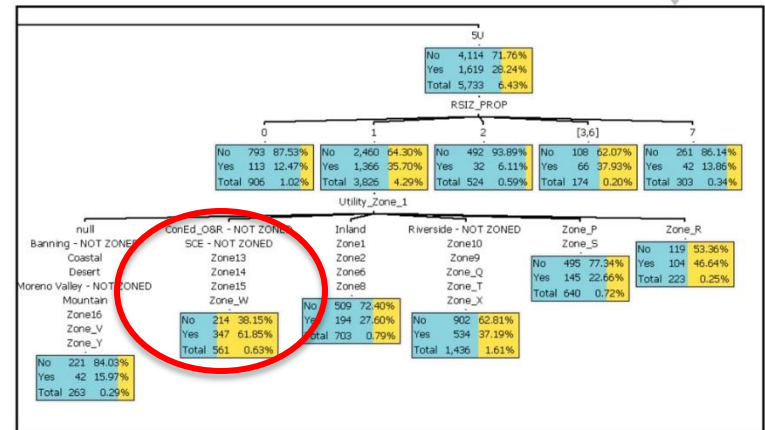 5U
No 4,114 71.76%
Yes 1,619 28.24%
Total 5,733 6.43%
RSIZ_PROP
0
No 793 87.53%
Yes 113 12.47%
Total 906 1.02%
1
No 2,460 64.30%
Yes 1,366 35.70%
Total 3,826 4.29%
2
No 492 93.89%
Yes 32 6.11%
Total 524 0.59%
[3,6]
No 108 62.07%
Yes 66 37.93%
Total 174 0.20%
7
No 261 86.14%
Yes 42 13.86%
Total 303 0.34%
Utility_Zone_1
null
Banning - NOT ZONED
Coastal
Desert
Moreno Valley - NOT ZONED
Mountain
Zone16
Zone_V
Zone_Y
No 221 84.03%
Yes 42 15.97%
Total 263 0.29%
ConEd_O&R - NOT ZONED
SCE - NOT ZONED
Zone13
Zone14
Zone15
Zone_W
No 214 38.15%
Yes 347 61.85%
Total 561 0.63%
Inland
Zone1
Zone2
Zone6
Zone8
No 509 72.40%
Yes 194 27.60%
Total 703 0.79%
Riverside - NOT ZONED
Zone10
Zone9
Zone_Q
Zone_T
Zone_X
No 902 62.81%
Yes 534 37.19%
Total 1,436 1.61%
Zone_P
Zone_S
No 495 77.34%
Yes 145 22.66%
Total 640 0.72%
Zone_R
No 119 53.36%
Yes 104 46.64%
Total 223 0.25%